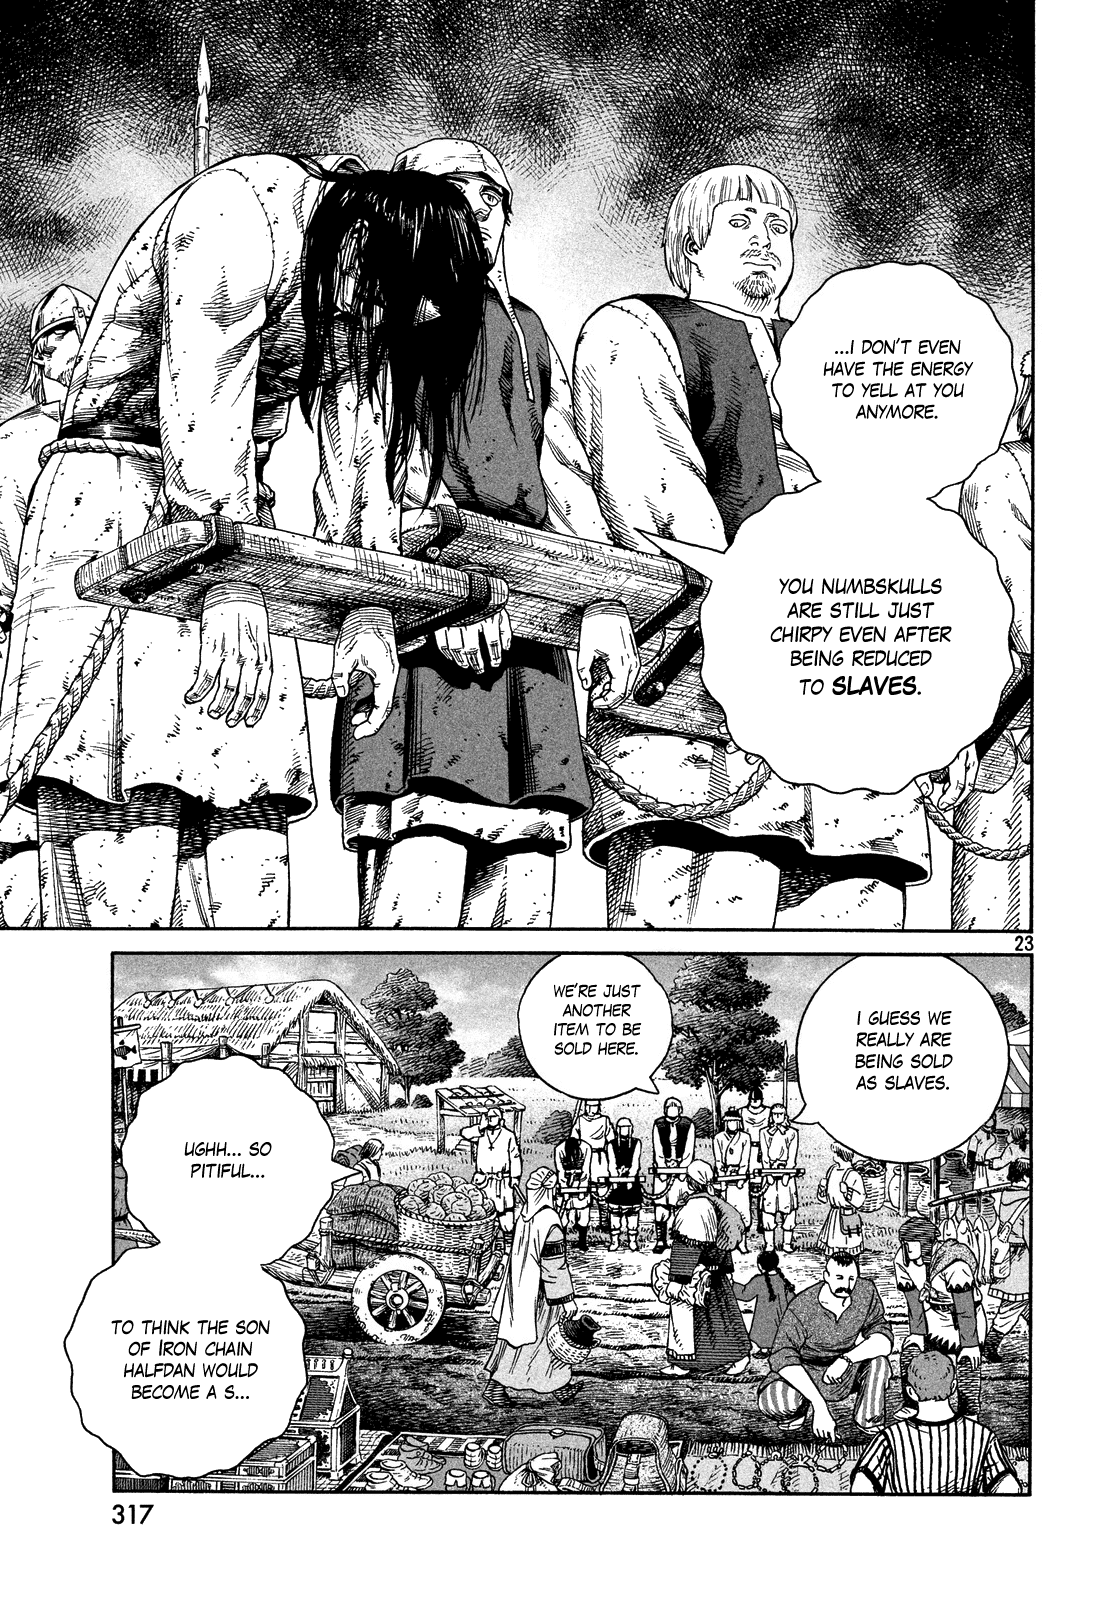 ...I DON'T EVEN
HAVE THE ENERGY
TO YELL AT YOU
ANYMORE.
YOU NUMBSKULLS
ARE STILL JUST
CHIRPY EVEN AFTER
BEING REDUCED
TO SLAVES.
23
I GUESS WE
REALLY ARE
BEING SOLD
AS SLAVES.
WE'RE JUST
ANOTHER
ITEM TO BE
SOLD HERE.
UGHH... SO
PITIFUL...
TO THINK THE SON
OF IRON CHAIN
HALFDAN WOULD
BECOME A S...
317